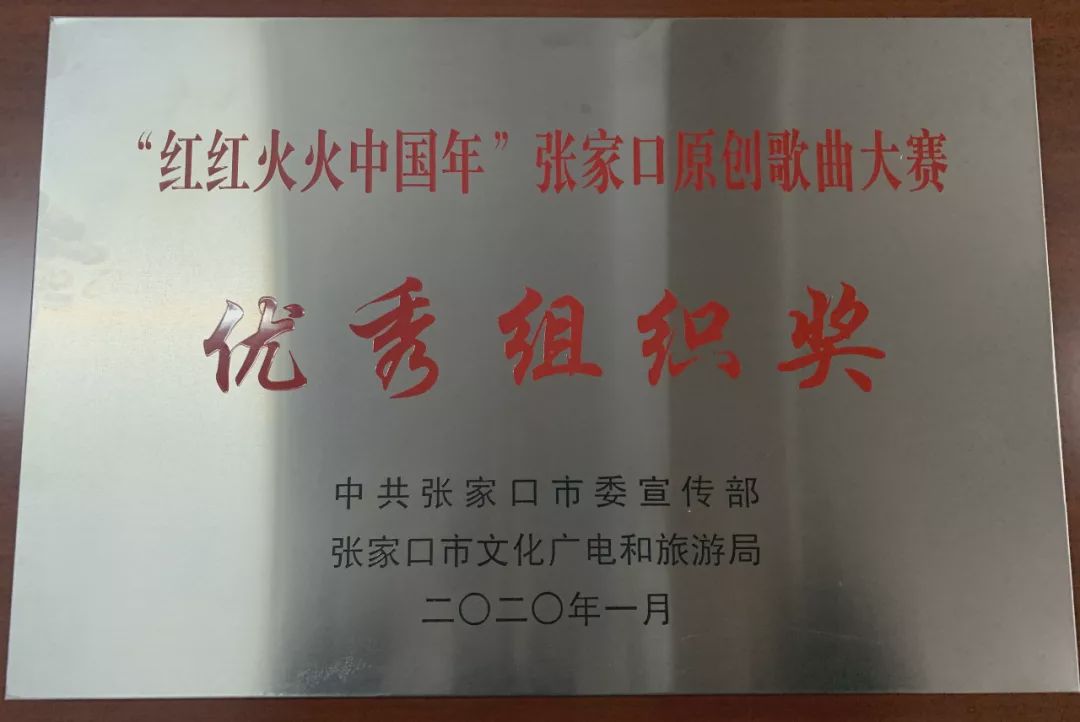 “红红火火中国年”张家口原创歌曲大赛
优秀组织奖
中共张家口市委宣传部
张家口市文化广电和旅游局
二〇二〇年一月